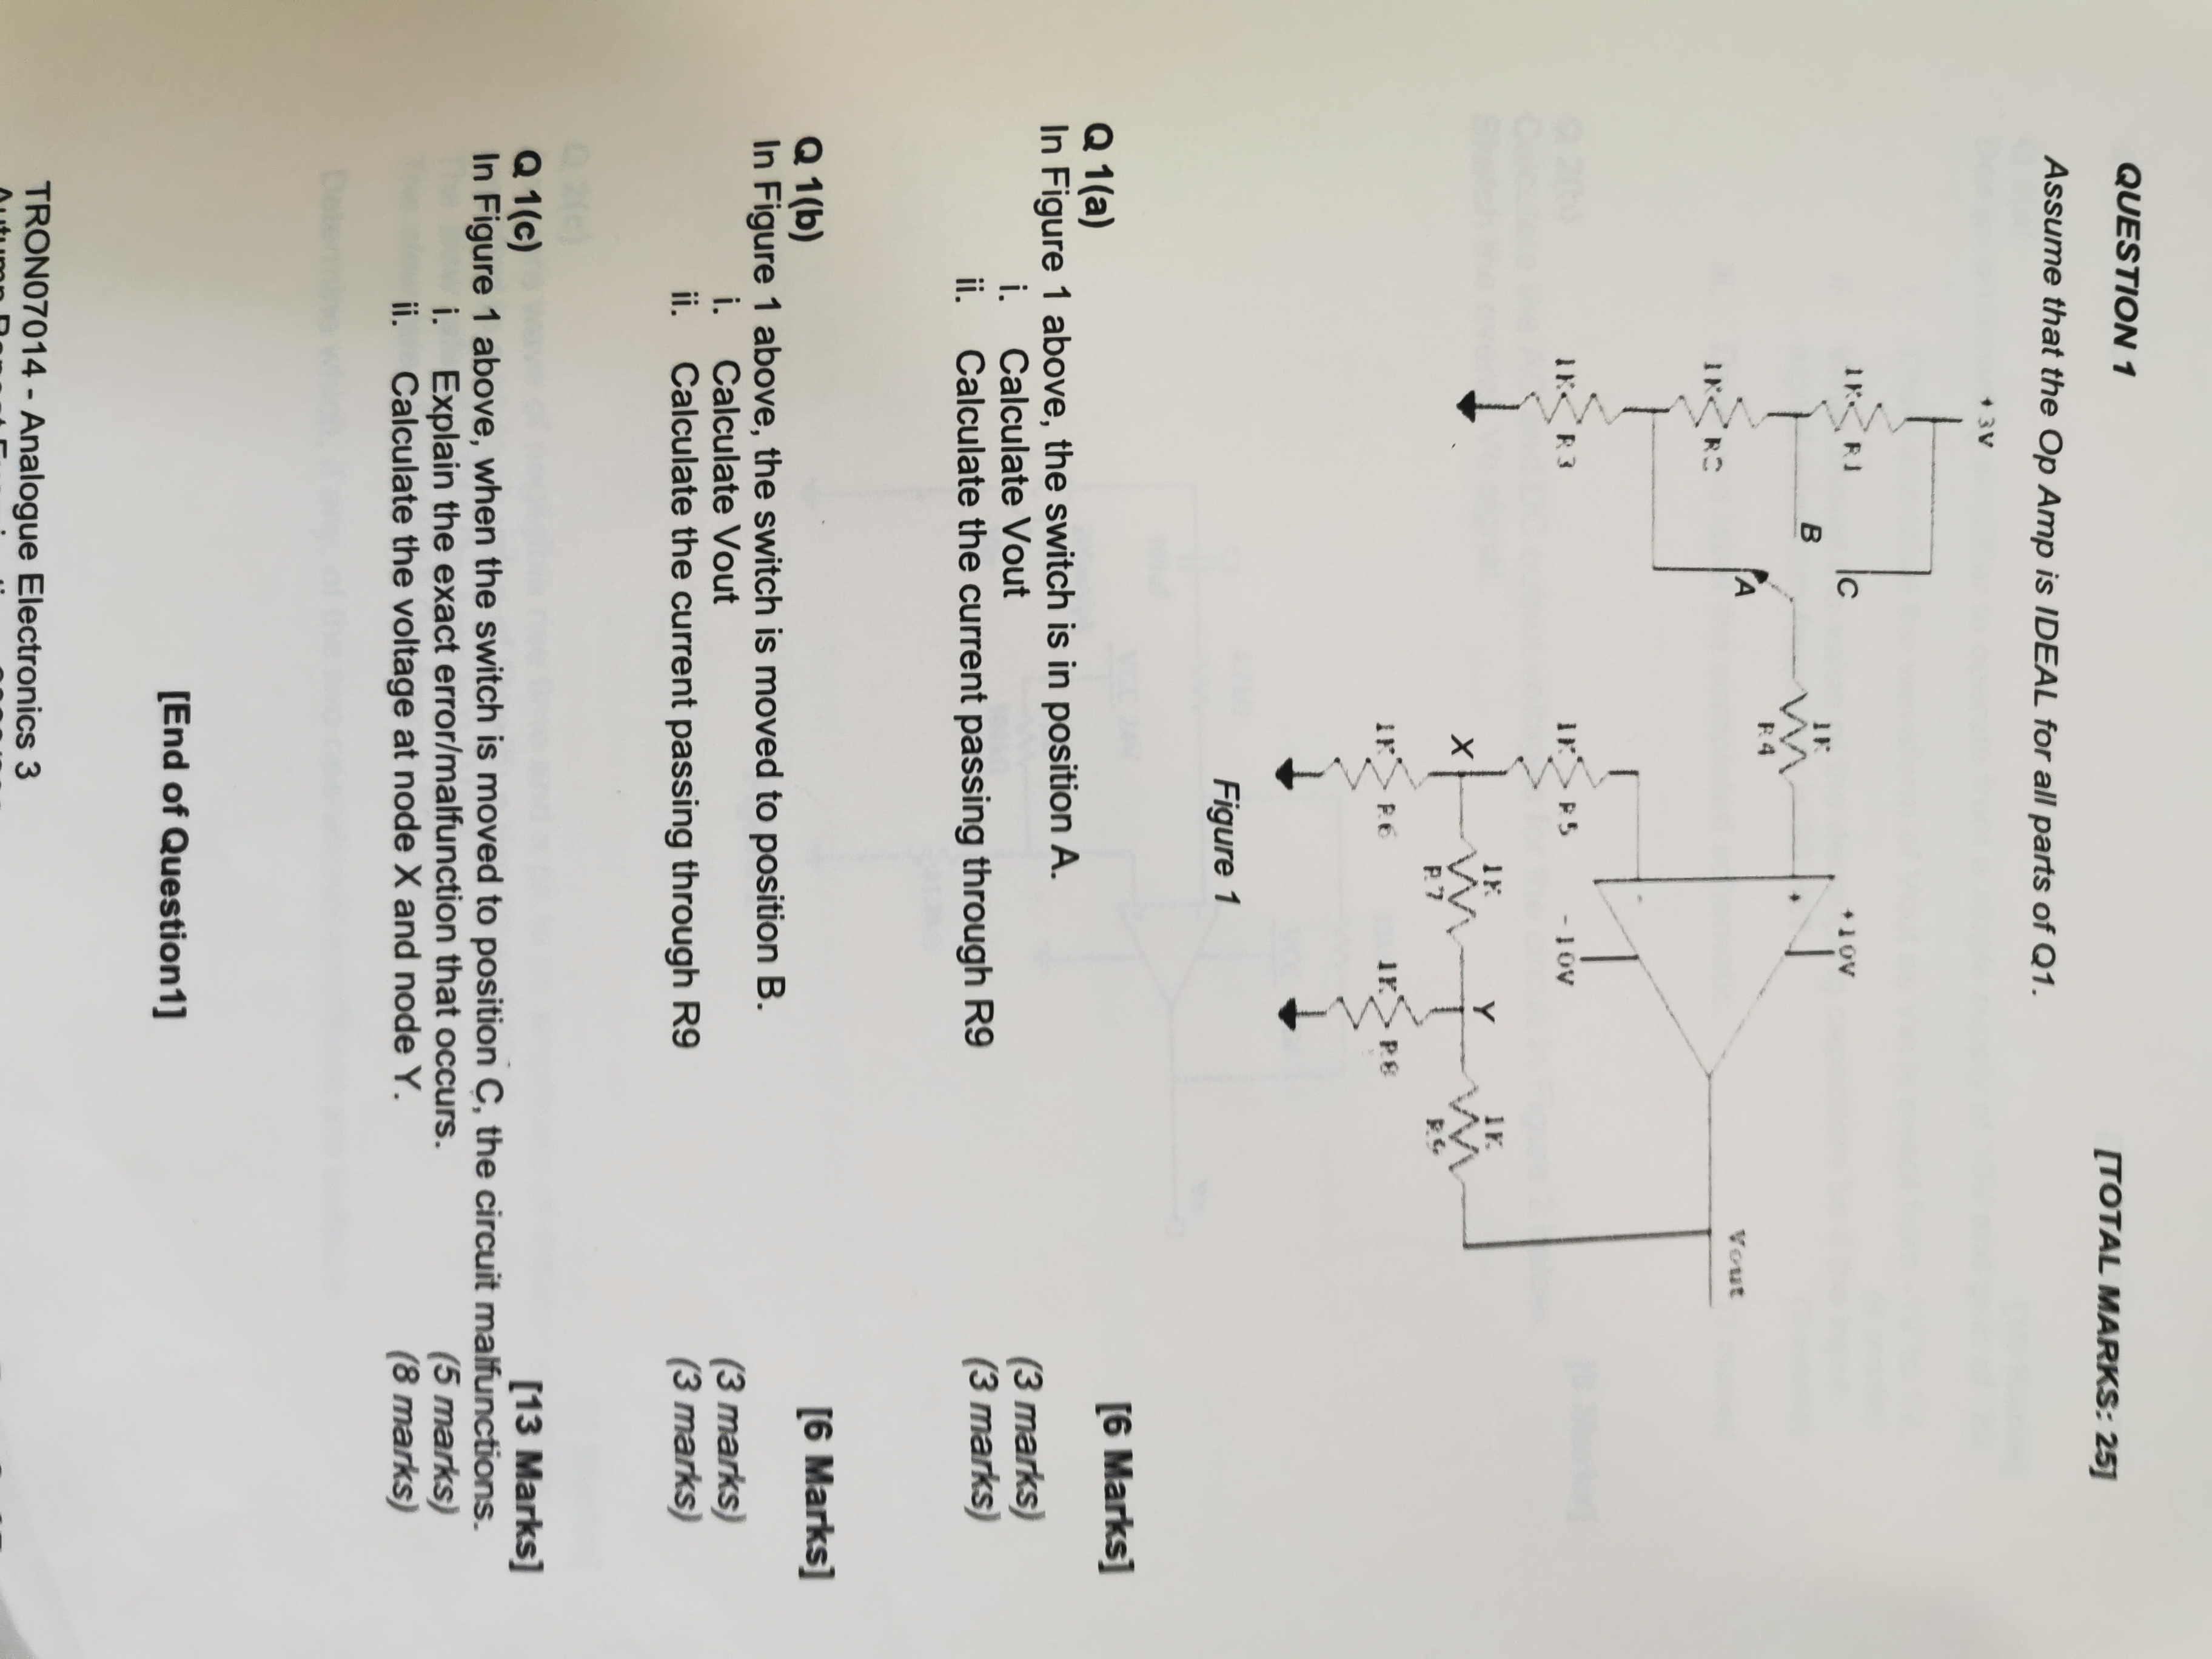 QUESTION 1
[TOTAL MARKS: 25]
Assume that the Op Amp is IDEAL for all parts of Q1.
+3V
1K R1
C
B
1K
R4
+10V
+
A
1K R2
Vout
-
1K R3
1K R5
-10V
X
1K
R7
Y
1K
R9
1K R6
1K R8
Figure 1
Q 1(a)
[6 Marks]
In Figure 1 above, the switch is in position A.
i. Calculate Vout (3 marks)
ii. Calculate the current passing through R9 (3 marks)
Q 1(b)
[6 Marks]
In Figure 1 above, the switch is moved to position B.
i. Calculate Vout (3 marks)
ii. Calculate the current passing through R9 (3 marks)
Q 1(c)
[13 Marks]
In Figure 1 above, when the switch is moved to position C, the circuit malfunctions.
i. Explain the exact error/malfunction that occurs. (5 marks)
ii. Calculate the voltage at node X and node Y. (8 marks)
[End of Question1]
TRON07014 - Analogue Electronics 3